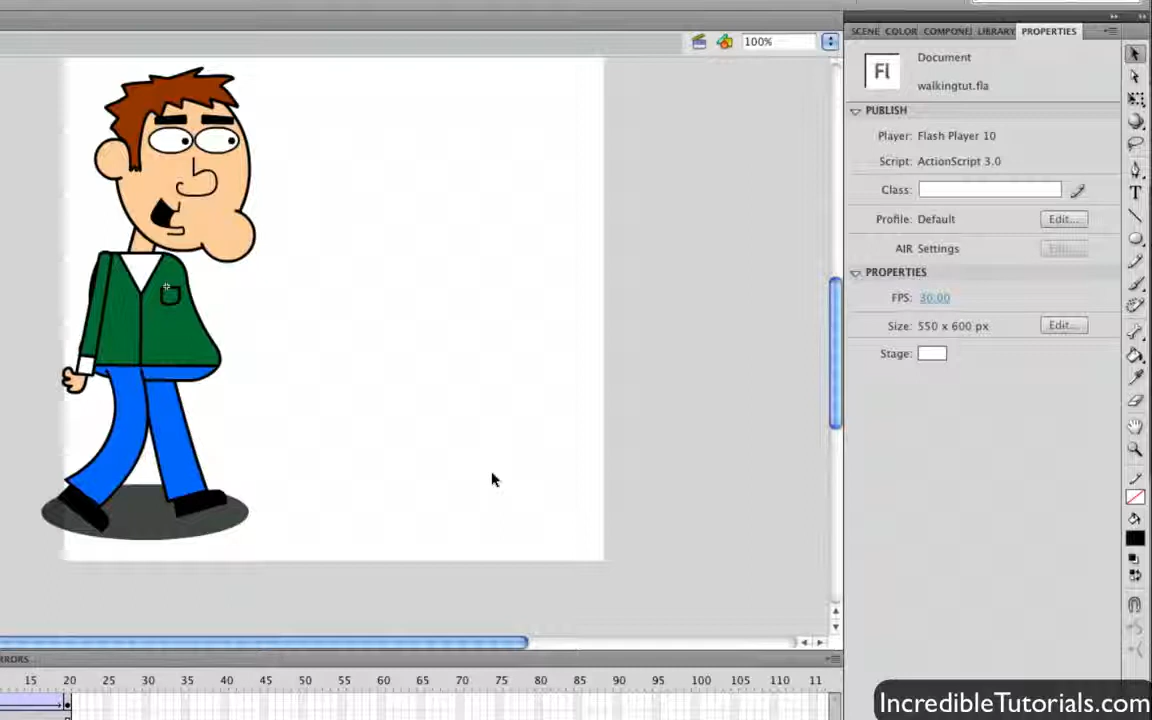 100%
SCENE COLOR COMPONE LIBRARY PROPERTIES
Fl
Document
walkingtut.fla
PUBLISH
Player: Flash Player 10
Script: ActionScript 3.0
Class:
Profile: Default Edit...
AIR Settings Edit...
PROPERTIES
FPS: 30.00
Size: 550 x 600 px Edit...
Stage:
T
RORS
15 20 25 30 35 40 45 50 55 60 65 70 75 80 85 90 95 100 105 110 11
IncredibleTutorials.com